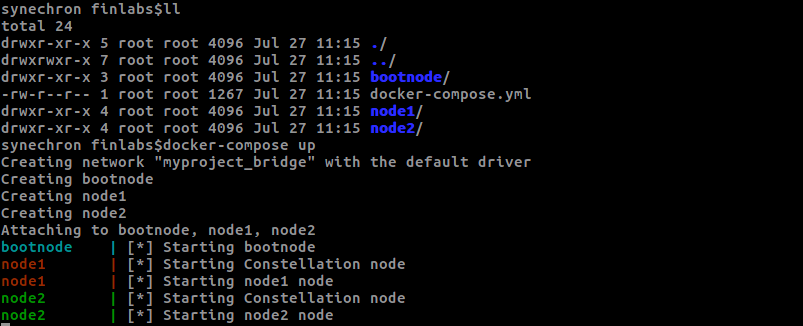 synechron finlabs$ll
total 24
drwxr-xr-x 5 root root 4096 Jul 27 11:15 ./
drwxrwxr-x 7 root root 4096 Jul 27 11:15 ../
drwxr-xr-x 3 root root 4096 Jul 27 11:15 bootnode/
-rw-r--r-- 1 root root 1267 Jul 27 11:15 docker-compose.yml
drwxr-xr-x 4 root root 4096 Jul 27 11:15 node1/
drwxr-xr-x 4 root root 4096 Jul 27 11:15 node2/
synechron finlabs$docker-compose up
Creating network "myproject_bridge" with the default driver
Creating bootnode
Creating node1
Creating node2
Attaching to bootnode, node1, node2
bootnode    | [*] Starting bootnode
node1       | [*] Starting Constellation node
node1       | [*] Starting node1 node
node2       | [*] Starting Constellation node
node2       | [*] Starting node2 node